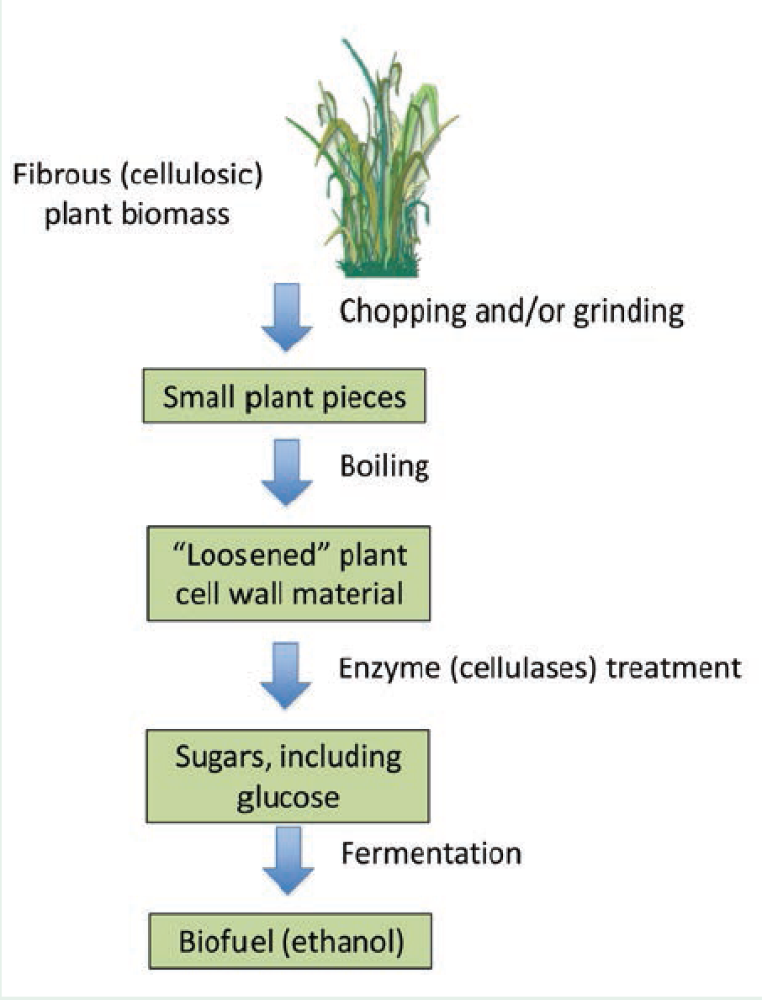 Fibrous (cellulosic)
plant biomass
Chopping and/or grinding
Small plant pieces
Boiling
“Loosened” plant
cell wall material
Enzyme (cellulases) treatment
Sugars, including
glucose
Fermentation
Biofuel (ethanol)